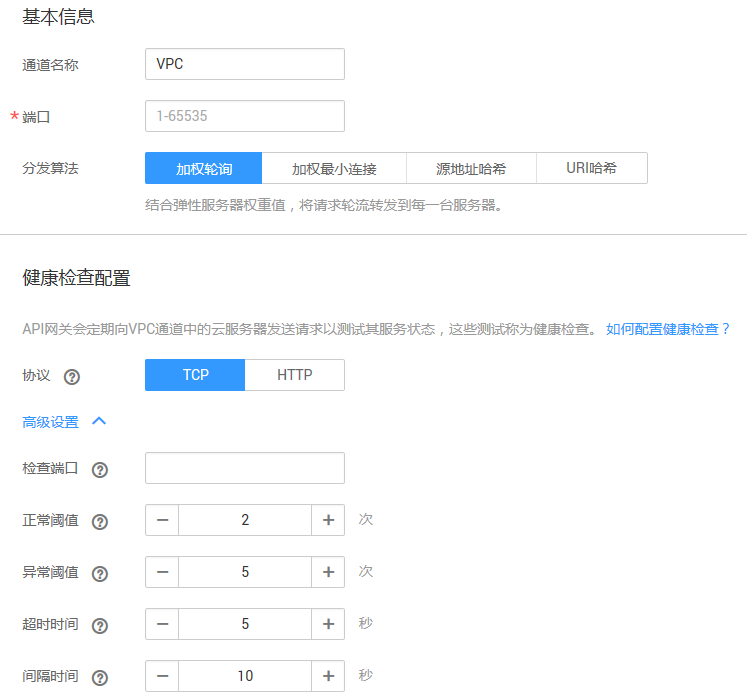 基本信息
通道名称 VPC
* 端口 1-65535
分发算法 加权轮询 加权最小连接 源地址哈希 URI哈希
结合弹性服务器权重值，将请求轮流转发到每一台服务器。
健康检查配置
API网关会定期向VPC通道中的云服务器发送请求以测试其服务状态，这些测试称为健康检查。 如何配置健康检查？
协议 ? TCP HTTP
高级设置
检查端口 ?
正常阈值 ? − 2 + 次
异常阈值 ? − 5 + 次
超时时间 ? − 5 + 秒
间隔时间 ? − 10 + 秒